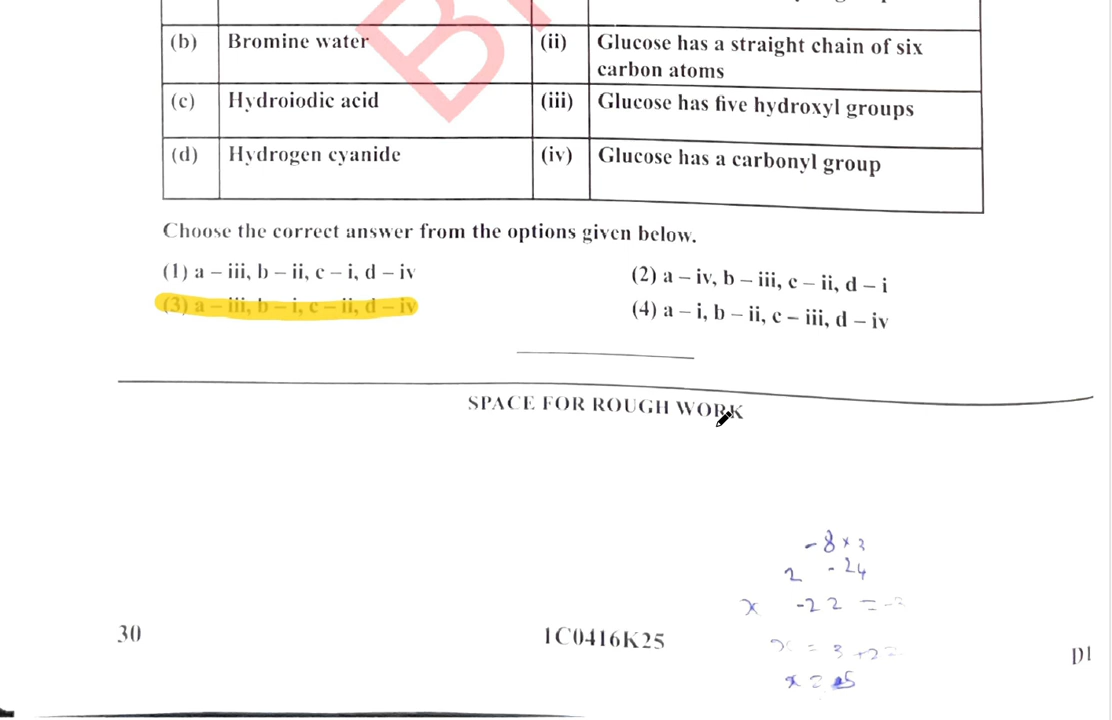 (b) Bromine water (ii) Glucose has a straight chain of six
carbon atoms
(c) Hydroiodic acid (iii) Glucose has five hydroxyl groups
(d) Hydrogen cyanide (iv) Glucose has a carbonyl group
Choose the correct answer from the options given below.
(1) a – iii, b – ii, c – i, d – iv (2) a – iv, b – iii, c – ii, d – i
(3) a – iii, b – i, c – ii, d – iv (4) a – i, b – ii, c – iii, d – iv
SPACE FOR ROUGH WORK
-8 × 3
2 - 24
x -22 =
x = 3 +
x =
30 1C0416K25 D1